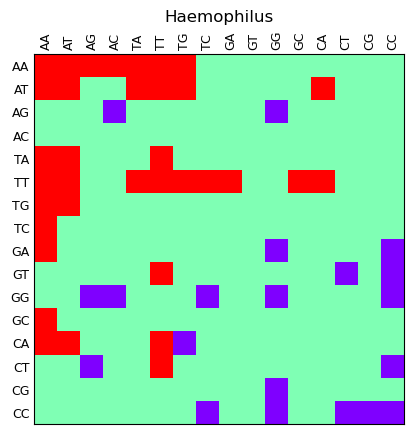 Haemophilus
AA AT AG AC TA TT TG TC GA GT GG GC CA CT CG CC
AA
AT
AG
AC
TA
TT
TG
TC
GA
GT
GG
GC
CA
CT
CG
CC